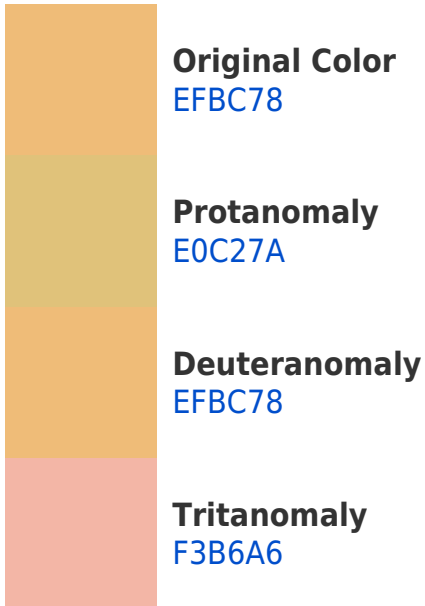 Original Color
EFBC78
Protanomaly
E0C27A
Deuteranomaly
EFBC78
Tritanomaly
F3B6A6